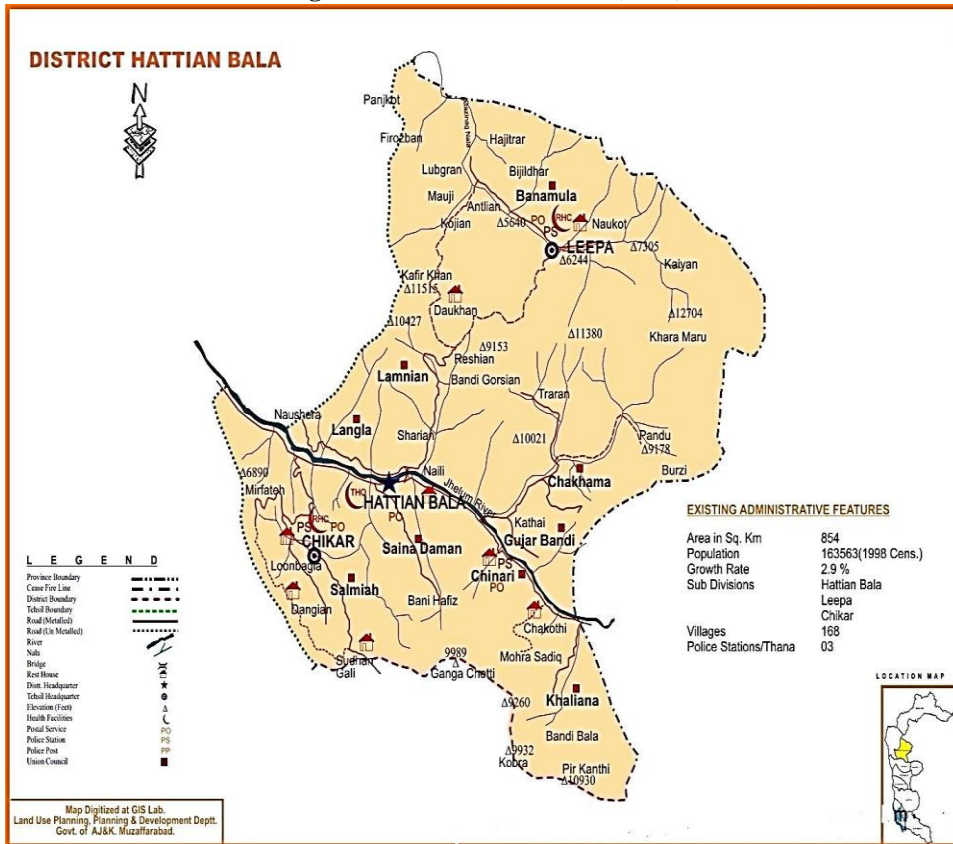 DISTRICT HATTIAN BALA
N
Panjkot
Firozban
Hajitrar
Lubgran
Bijildhar
Mauji
Antlian
Banamula
Kojian
Δ5640
PO
RHC
PS
Naukot
LEEPA
Δ7305
Δ6244
Kaiyan
Kafir Khan
Δ11515
Daukhan
Δ12704
Δ10427
Δ9153
Δ11380
Khara Maru
Reshian
Lamnian
Bandi Gorsian
Traran
Naushera
Langla
Sharian
Δ10021
Pandu
Δ9178
Burzi
Δ6890
Naili
Chakhama
Mirfateh
THQ
HATTIAN BALA
Jhelum River
PO
PS
RHC
PO
CHIKAR
Kathai
Gujar Bandi
Saina Daman
Loonbagla
PS
Chinari
PO
Salmiah
Dangian
Bani Hafiz
Chakothi
Sudhan
Gali
9989
Δ
Ganga Chotti
Mohra Sadiq
Khaliana
Δ9260
Bandi Bala
Δ9932
Kobra
Pir Kanthi
Δ10930
EXISTING ADMINISTRATIVE FEATURES
Area in Sq. Km 854
Population 163563(1998 Cens.)
Growth Rate 2.9 %
Sub Divisions Hattian Bala
Leepa
Chikar
Villages 168
Police Stations/Thana 03
L E G E N D
Province Boundary
Cease Fire Line
District Boundary
Tehsil Boundary
Road (Metalled)
Road (Un Metalled)
River
Nala
Bridge
Rest House
Distt. Headquarter
Tehsil Headquarter
Elevation (Feet) Δ
Health Facilities
Postal Service PO
Police Station PS
Police Post PP
Union Council
LOCATION MAP
Map Digitized at GIS Lab.
Land Use Planning, Planning & Development Deptt.
Govt. of AJ&K. Muzaffarabad.